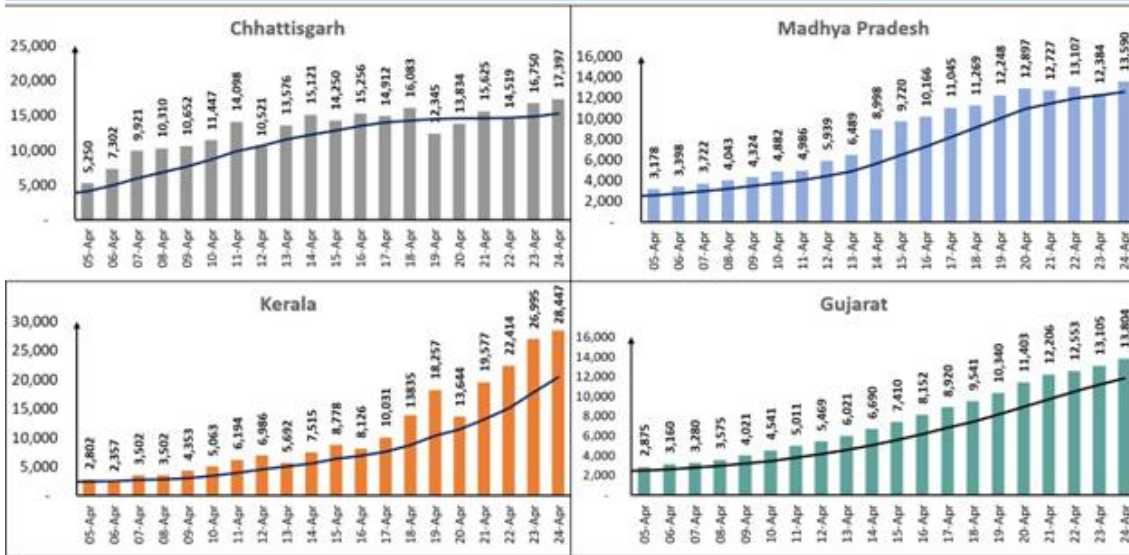 Chhattisgarh
25,000
20,000
15,000
10,000
5,000
-
5,250
7,302
9,921
10,310
10,652
11,447
14,098
10,521
13,576
15,121
14,250
15,256
14,912
16,083
12,345
13,834
15,625
14,519
16,750
17,397
05-Apr
06-Apr
07-Apr
08-Apr
09-Apr
10-Apr
11-Apr
12-Apr
13-Apr
14-Apr
15-Apr
16-Apr
17-Apr
18-Apr
19-Apr
20-Apr
21-Apr
22-Apr
23-Apr
24-Apr
Madhya Pradesh
16,000
14,000
12,000
10,000
8,000
6,000
4,000
2,000
-
3,178
3,398
3,722
4,043
4,324
4,882
4,986
5,939
6,489
8,998
9,720
10,166
11,045
11,269
12,248
12,897
12,727
13,107
12,384
13,590
05-Apr
06-Apr
07-Apr
08-Apr
09-Apr
10-Apr
11-Apr
12-Apr
13-Apr
14-Apr
15-Apr
16-Apr
17-Apr
18-Apr
19-Apr
20-Apr
21-Apr
22-Apr
23-Apr
24-Apr
Kerala
30,000
25,000
20,000
15,000
10,000
5,000
-
2,802
2,357
3,502
3,502
4,353
5,063
6,194
6,986
5,692
7,515
8,778
8,126
10,031
13835
18,257
13,644
19,577
22,414
26,995
28,447
05-Apr
06-Apr
07-Apr
08-Apr
09-Apr
10-Apr
11-Apr
12-Apr
13-Apr
14-Apr
15-Apr
16-Apr
17-Apr
18-Apr
19-Apr
20-Apr
21-Apr
22-Apr
23-Apr
24-Apr
Gujarat
16,000
14,000
12,000
10,000
8,000
6,000
4,000
2,000
-
2,875
3,160
3,280
3,575
4,021
4,541
5,011
5,469
6,021
6,690
7,410
8,152
8,920
9,541
10,340
11,403
12,206
12,553
13,105
13,804
05-Apr
06-Apr
07-Apr
08-Apr
09-Apr
10-Apr
11-Apr
12-Apr
13-Apr
14-Apr
15-Apr
16-Apr
17-Apr
18-Apr
19-Apr
20-Apr
21-Apr
22-Apr
23-Apr
24-Apr